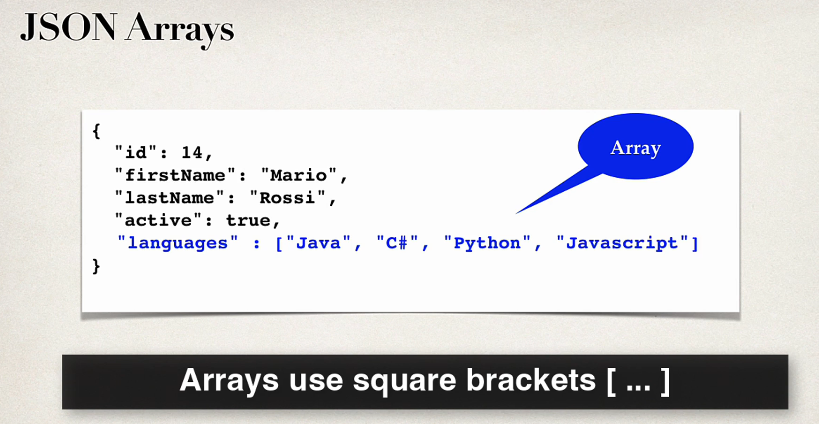 JSON Arrays
{
"id": 14,
"firstName": "Mario",
"lastName": "Rossi",
"active": true,
"languages" : ["Java", "C#", "Python", "Javascript"]
}
Array
Arrays use square brackets [ ... ]